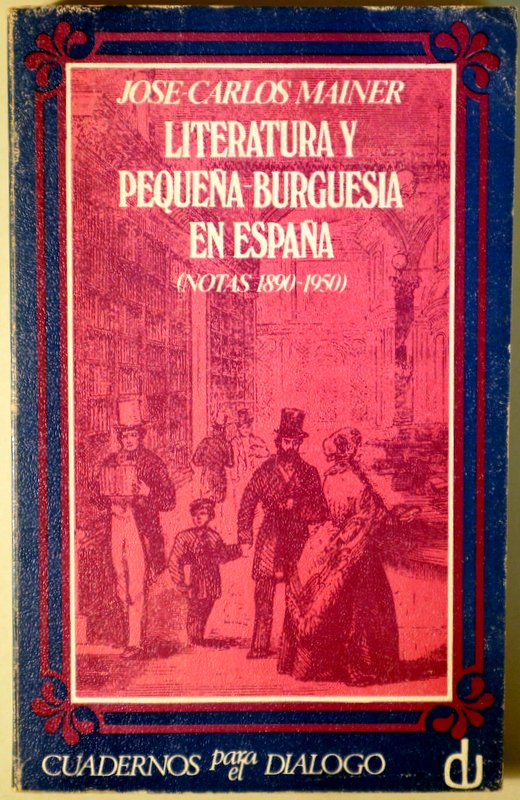 JOSE-CARLOS MAINER
LITERATURA Y
PEQUEÑA-BURGUESIA
EN ESPAÑA
(NOTAS 1890-1950)
CUADERNOS para el DIALOGO